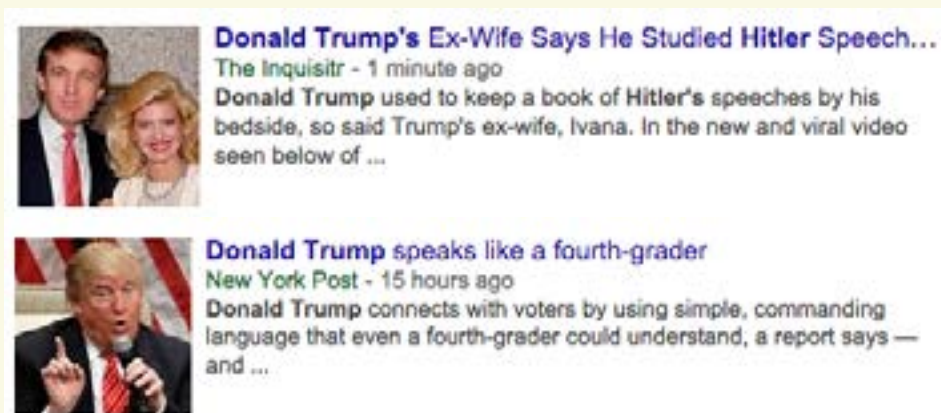 Donald Trump's Ex-Wife Says He Studied Hitler Speech...
The Inquisitr - 1 minute ago
Donald Trump used to keep a book of Hitler's speeches by his
bedside, so said Trump's ex-wife, Ivana. In the new and viral video
seen below of ...
Donald Trump speaks like a fourth-grader
New York Post - 15 hours ago
Donald Trump connects with voters by using simple, commanding
language that even a fourth-grader could understand, a report says —
and ...